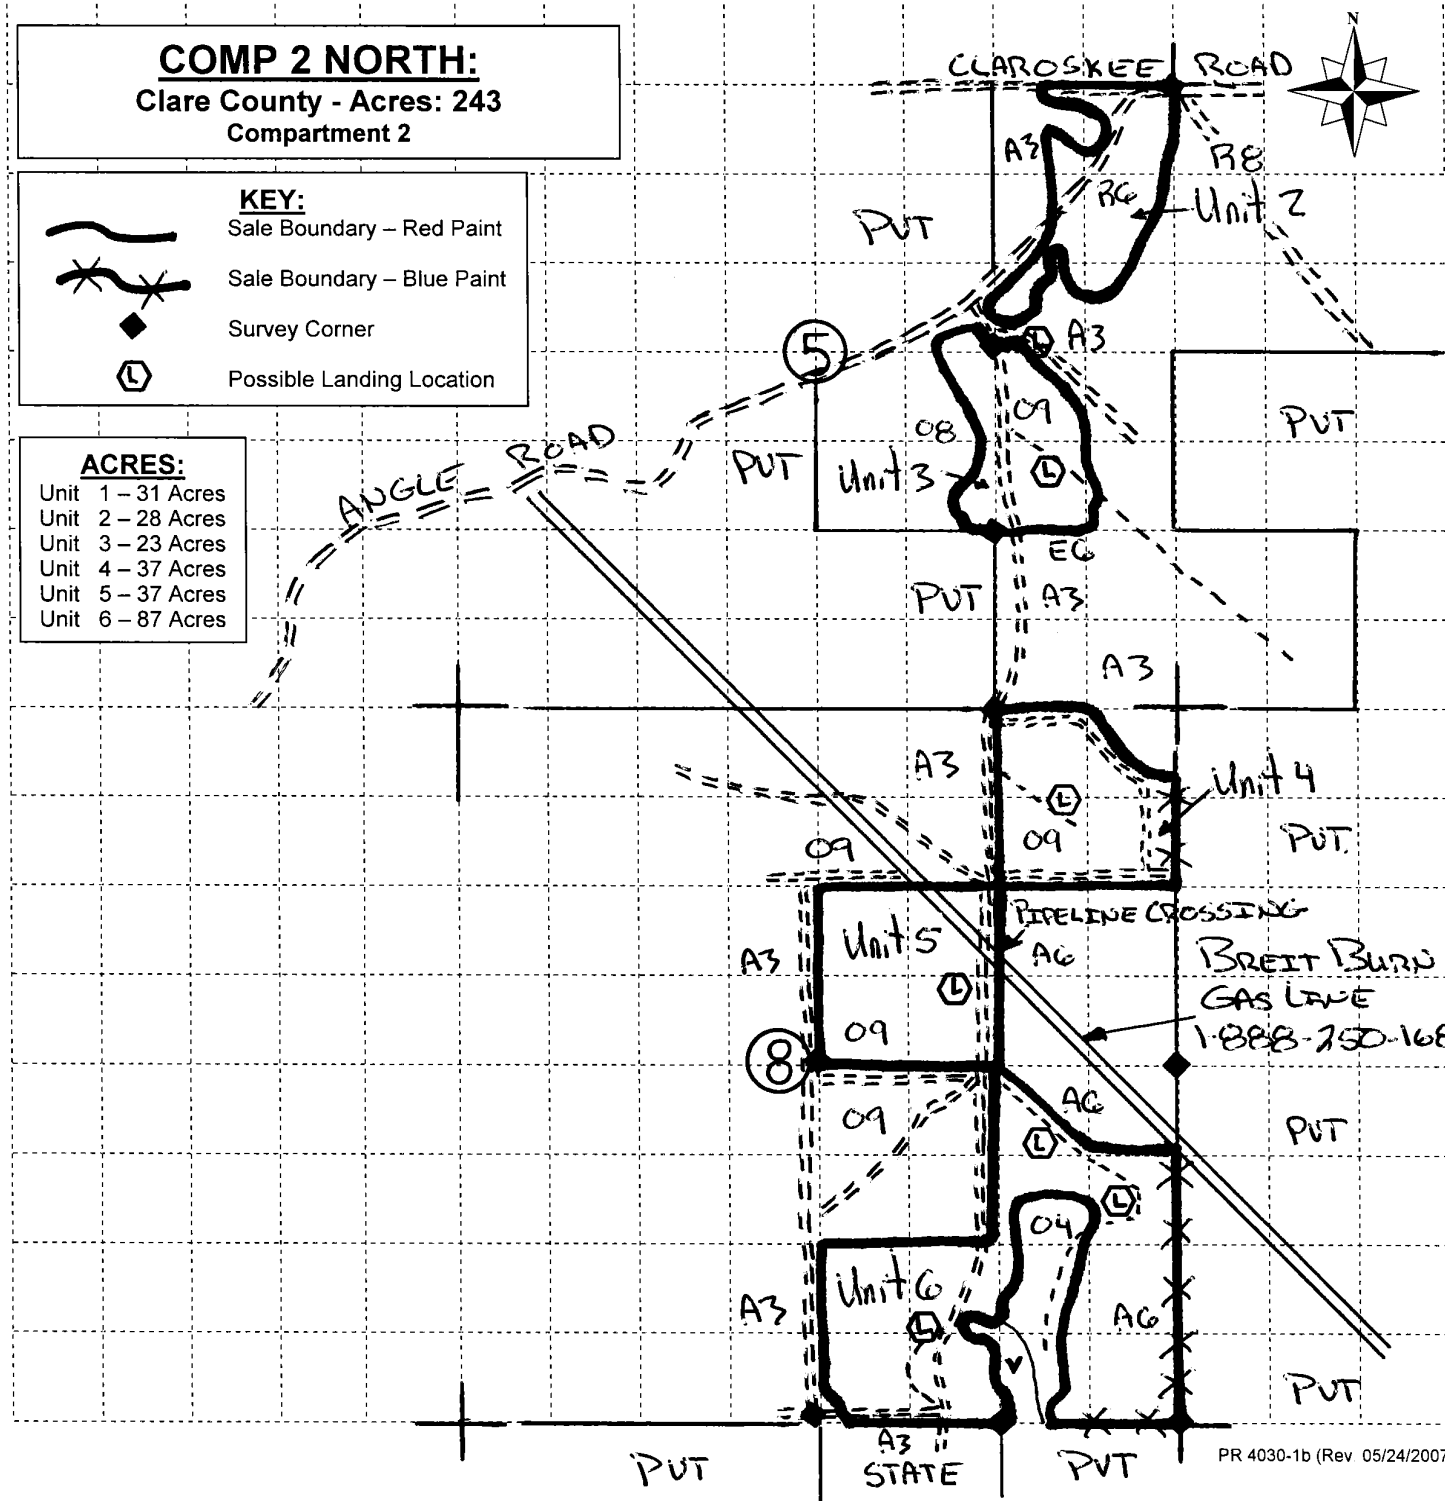 COMP 2 NORTH:
Clare County - Acres: 243
Compartment 2
KEY:
Sale Boundary – Red Paint
Sale Boundary – Blue Paint
Survey Corner
L Possible Landing Location
ACRES:
Unit 1 – 31 Acres
Unit 2 – 28 Acres
Unit 3 – 23 Acres
Unit 4 – 37 Acres
Unit 5 – 37 Acres
Unit 6 – 87 Acres
N
CLAROSKEE ROAD
A3
R8
R6
Unit 2
PVT
L
A3
5
08
09
PVT
PVT
Unit 3
L
ANGLE ROAD
E6
PVT
A3
A3
A3
Unit 4
L
09
09
PVT.
PIPELINE CROSSING
Unit 5
A3
A6
BREIT BURN
GAS LINE
1-888-250-168
L
09
8
A6
09
L
PVT
L
04
Unit 6
A3
L
A6
V
PVT
A3
STATE
PVT
PVT
PR 4030-1b (Rev 05/24/2007